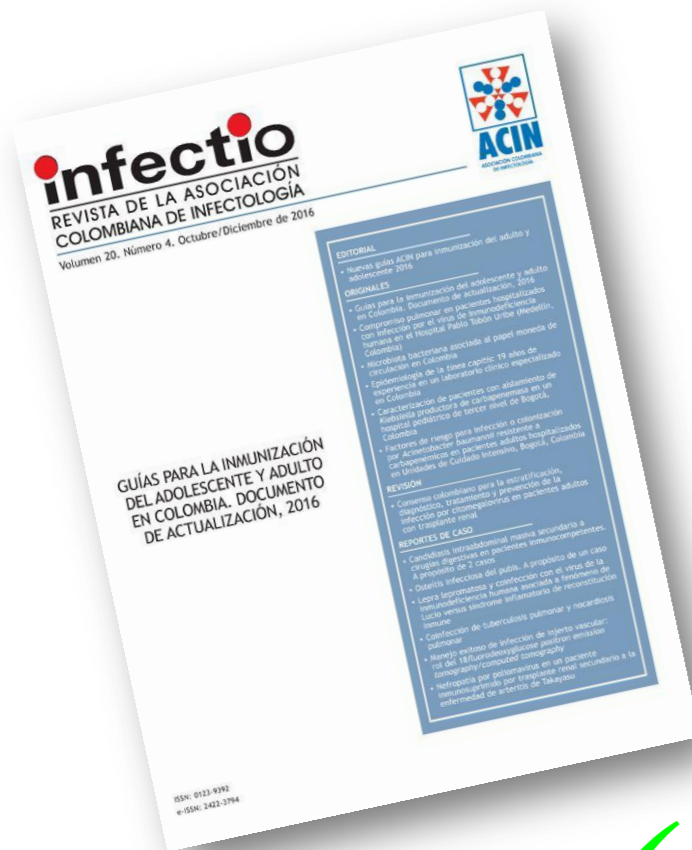 infectio
REVISTA DE LA ASOCIACIÓN
COLOMBIANA DE INFECTOLOGÍA
Volumen 20. Número 4. Octubre/Diciembre de 2016
ACIN
ASOCIACIÓN COLOMBIANA
DE INFECTOLOGÍA
GUÍAS PARA LA INMUNIZACIÓN
DEL ADOLESCENTE Y ADULTO
EN COLOMBIA. DOCUMENTO
DE ACTUALIZACIÓN, 2016
EDITORIAL
• Nuevas guías ACIN para inmunización del adulto y
adolescente 2016
ORIGINALES
• Guías para la inmunización del adolescente y adulto
en Colombia. Documento de actualización, 2016
• Compromiso pulmonar en pacientes hospitalizados
con infección por el virus de inmunodeficiencia
humana en el Hospital Pablo Tobón Uribe (Medellín,
Colombia)
• Microbiota bacteriana asociada al papel moneda de
circulación en Colombia
• Epidemiología de la tinea capitis: 19 años de
experiencia en un laboratorio clínico especializado
en Colombia
• Caracterización de pacientes con aislamiento de
Klebsiella productora de carbapenemasa en un
hospital pediátrico de tercer nivel de Bogotá,
Colombia
• Factores de riesgo para infección o colonización
por Acinetobacter baumannii resistente a
carbapenémicos en pacientes adultos hospitalizados
en Unidades de Cuidado Intensivo, Bogotá, Colombia
REVISIÓN
• Consenso colombiano para la estratificación,
diagnóstico, tratamiento y prevención de la
infección por citomegalovirus en pacientes adultos
con trasplante renal
REPORTES DE CASO
• Candidiasis intraabdominal masiva secundario a
cirugías digestivas en pacientes inmunocompetentes.
A propósito de 2 casos
• Osteítis infecciosa del pubis. A propósito de un caso
• Lepra lepromatosa y coinfección con el virus de la
inmunodeficiencia humana asociada a fenómeno de
Lucio versus síndrome inflamatorio de reconstitución
inmune
• Coinfección de tuberculosis pulmonar y nocardiosis
pulmonar
• Manejo exitoso de infección de injerto vascular:
rol del 18fluorodeoxyglucose positron emission
tomography/computed tomography
• Nefropatía por poliomavirus en un paciente
inmunosuprimido por trasplante renal secundario a la
enfermedad de arteritis de Takayasu
ISSN: 0123-9392
e-ISSN: 2422-3794